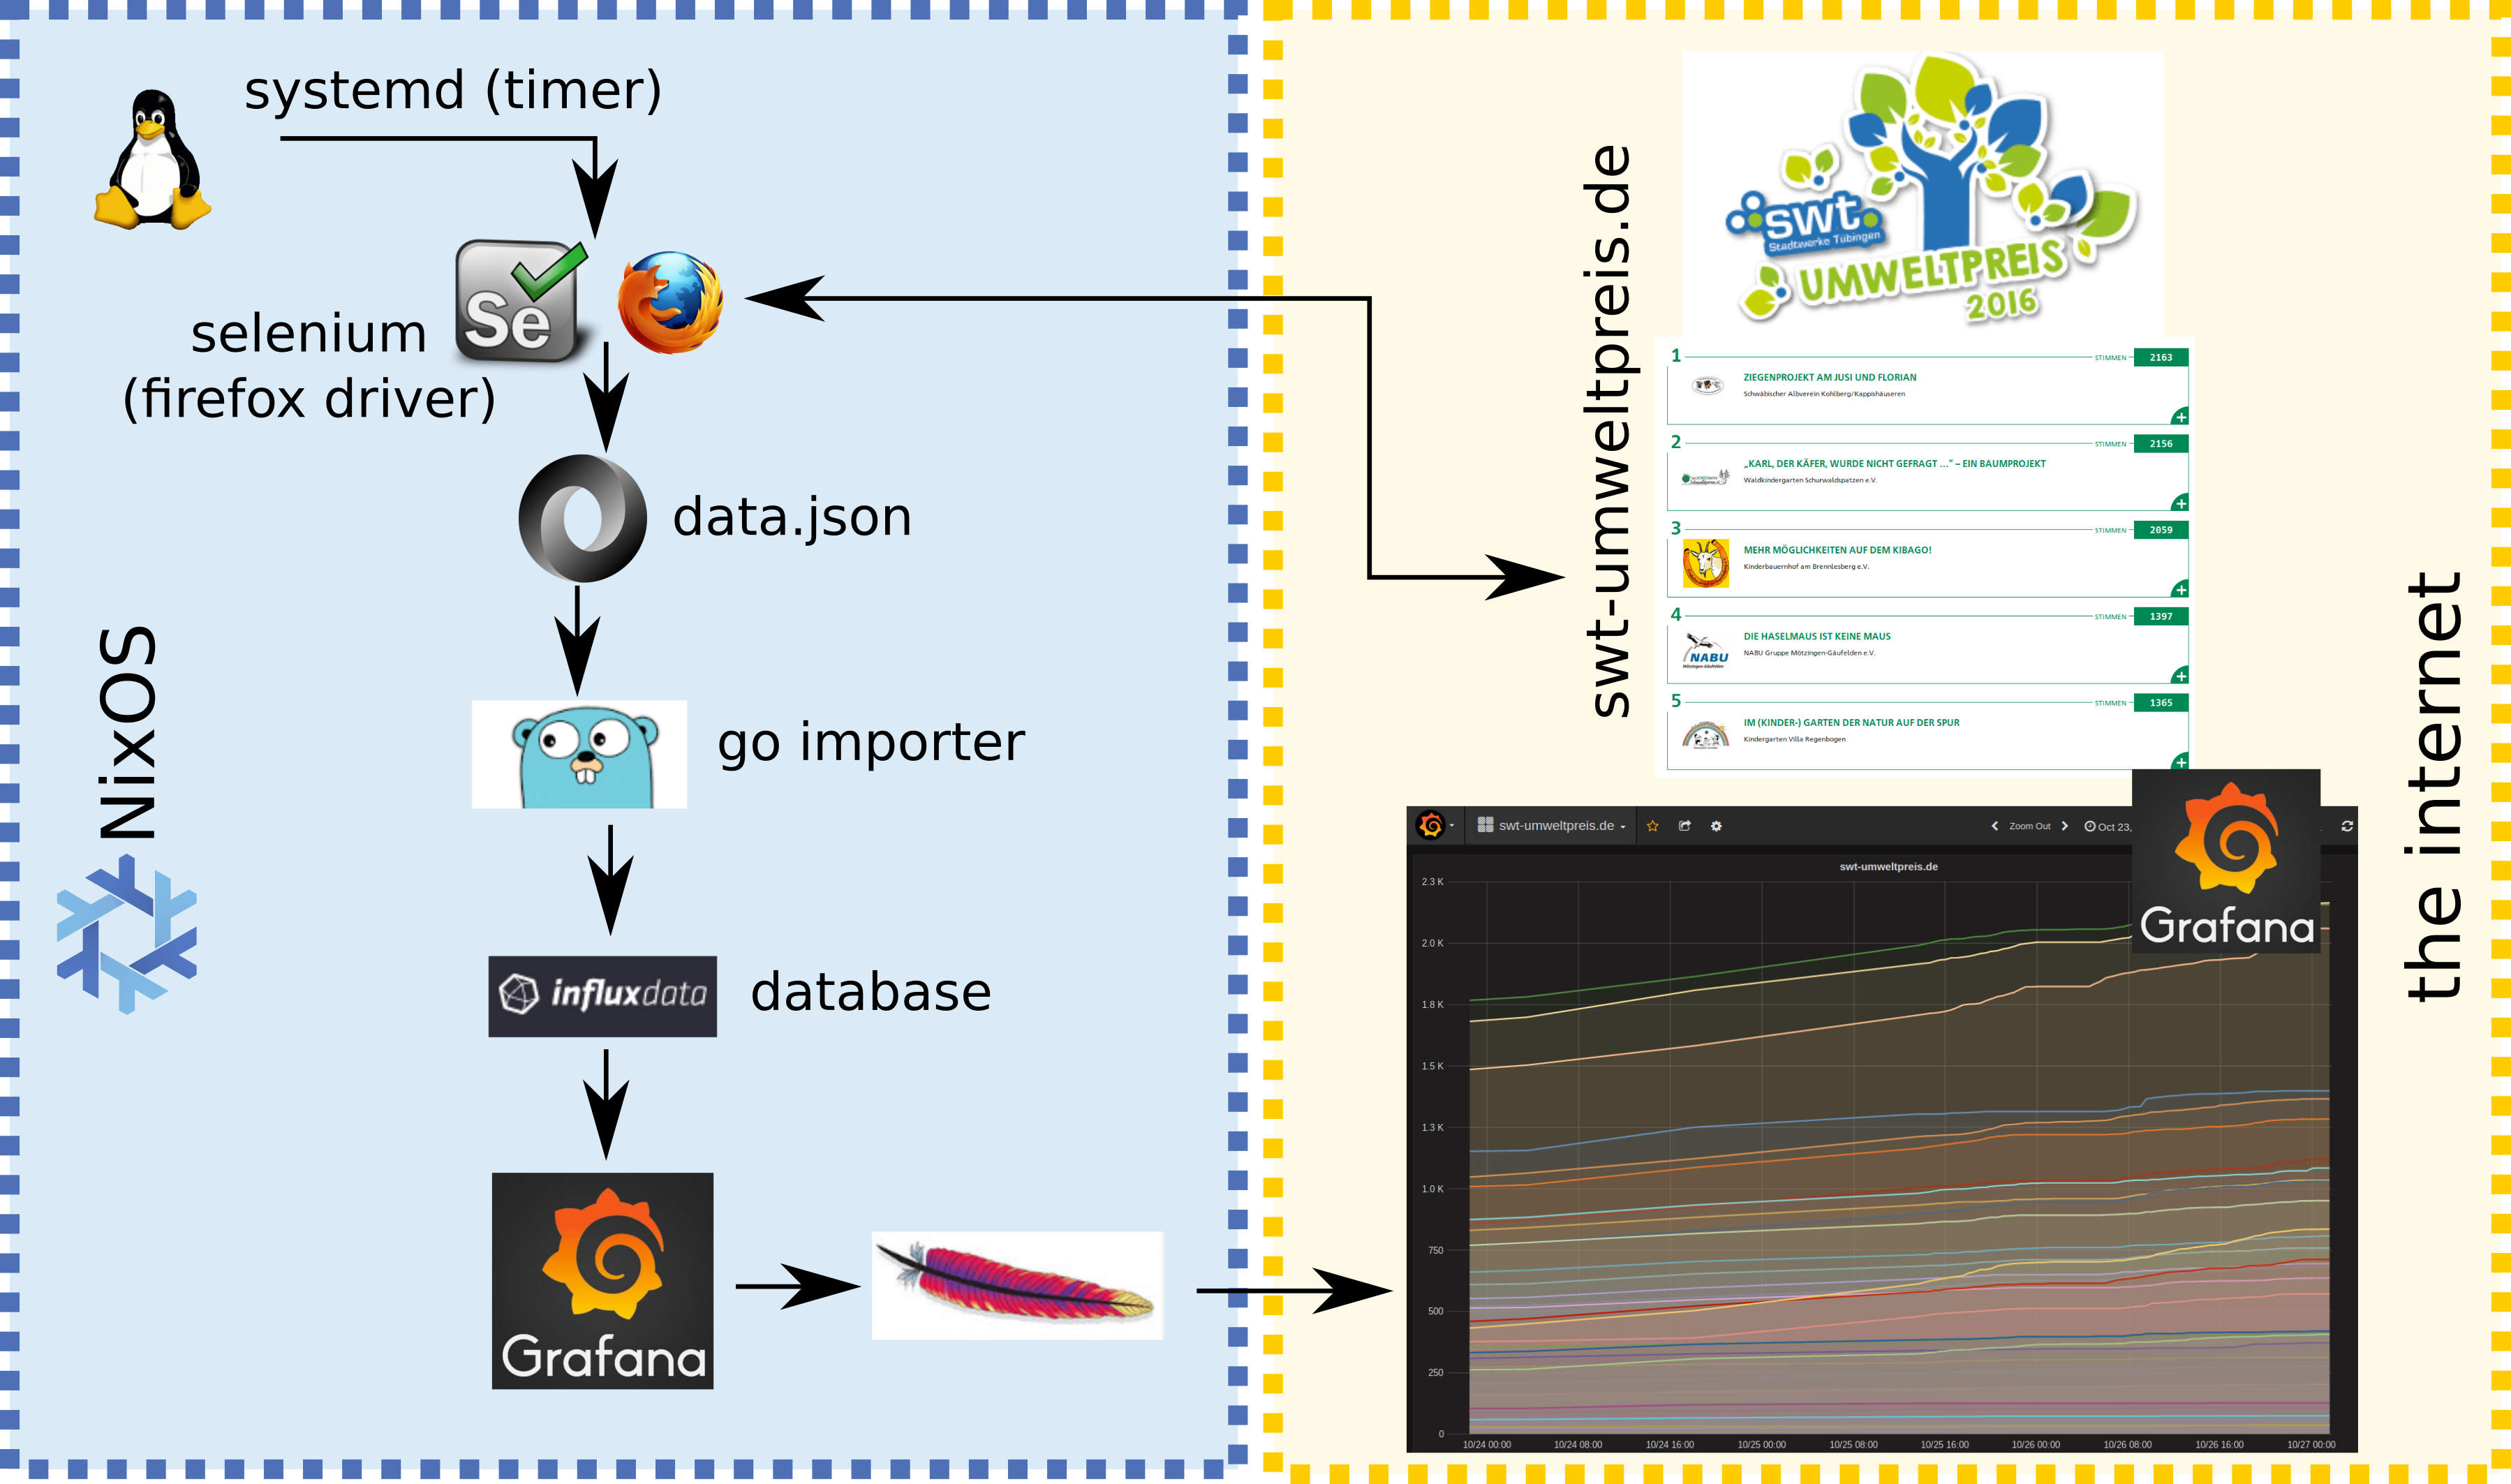 systemd (timer)
Se
selenium
(firefox driver)
data.json
go importer
influxdata
database
Grafana
NixOS
swt-umweltpreis.de
swt
Stadtwerke Tübingen
UMWELTPREIS
2016
1 STIMMEN 2163
ZIEGENPROJEKT AM JUSI UND FLORIAN
Schwäbischer Albverein Kohlberg/Kappishäuseren
2 STIMMEN 2156
„KARL, DER KÄFER, WURDE NICHT GEFRAGT ...“ – EIN BAUMPROJEKT
Waldkindergarten Schurwaldspatzen e.V.
3 STIMMEN 2059
MEHR MÖGLICHKEITEN AUF DEM KIBAGO!
Kinderbauernhof am Brennlesberg e.V.
4 STIMMEN 1397
DIE HASELMAUS IST KEINE MAUS
NABU Gruppe Mötzingen-Gäufelden e.V.
NABU
5 STIMMEN 1365
IM (KINDER-) GARTEN DER NATUR AUF DER SPUR
Kindergarten Villa Regenbogen
swt-umweltpreis.de
Zoom Out
Oct 23,
swt-umweltpreis.de
Grafana
2.3 K
2.0 K
1.8 K
1.5 K
1.3 K
1.0 K
750
500
250
0
10/24 00:00 10/24 08:00 10/24 16:00 10/25 00:00 10/25 08:00 10/25 16:00 10/26 00:00 10/26 08:00 10/26 16:00 10/27 00:00
the internet